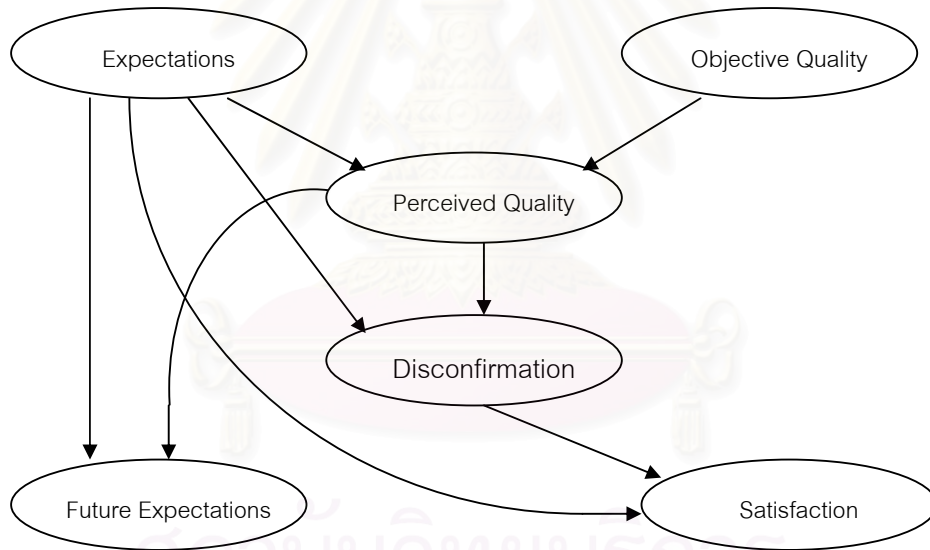 Expectations
Objective Quality
Perceived Quality
Disconfirmation
Future Expectations
Satisfaction